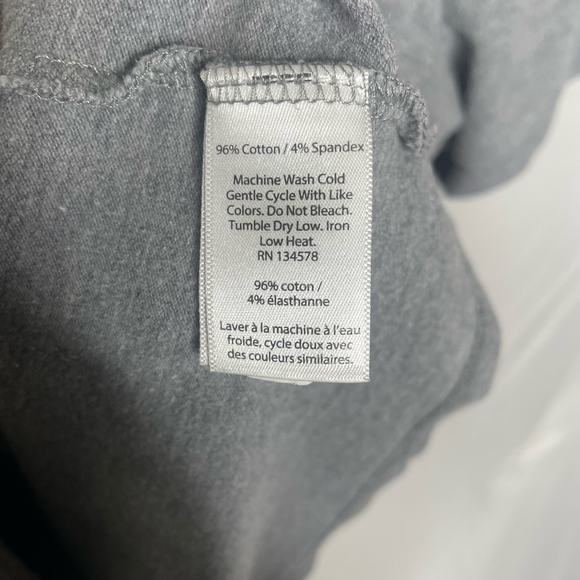 96% Cotton / 4% Spandex
Machine Wash Cold
Gentle Cycle With Like
Colors. Do Not Bleach.
Tumble Dry Low. Iron
Low Heat.
RN 134578
96% coton /
4% élasthanne
Laver à la machine à l'eau
froide, cycle doux avec
des couleurs similaires.